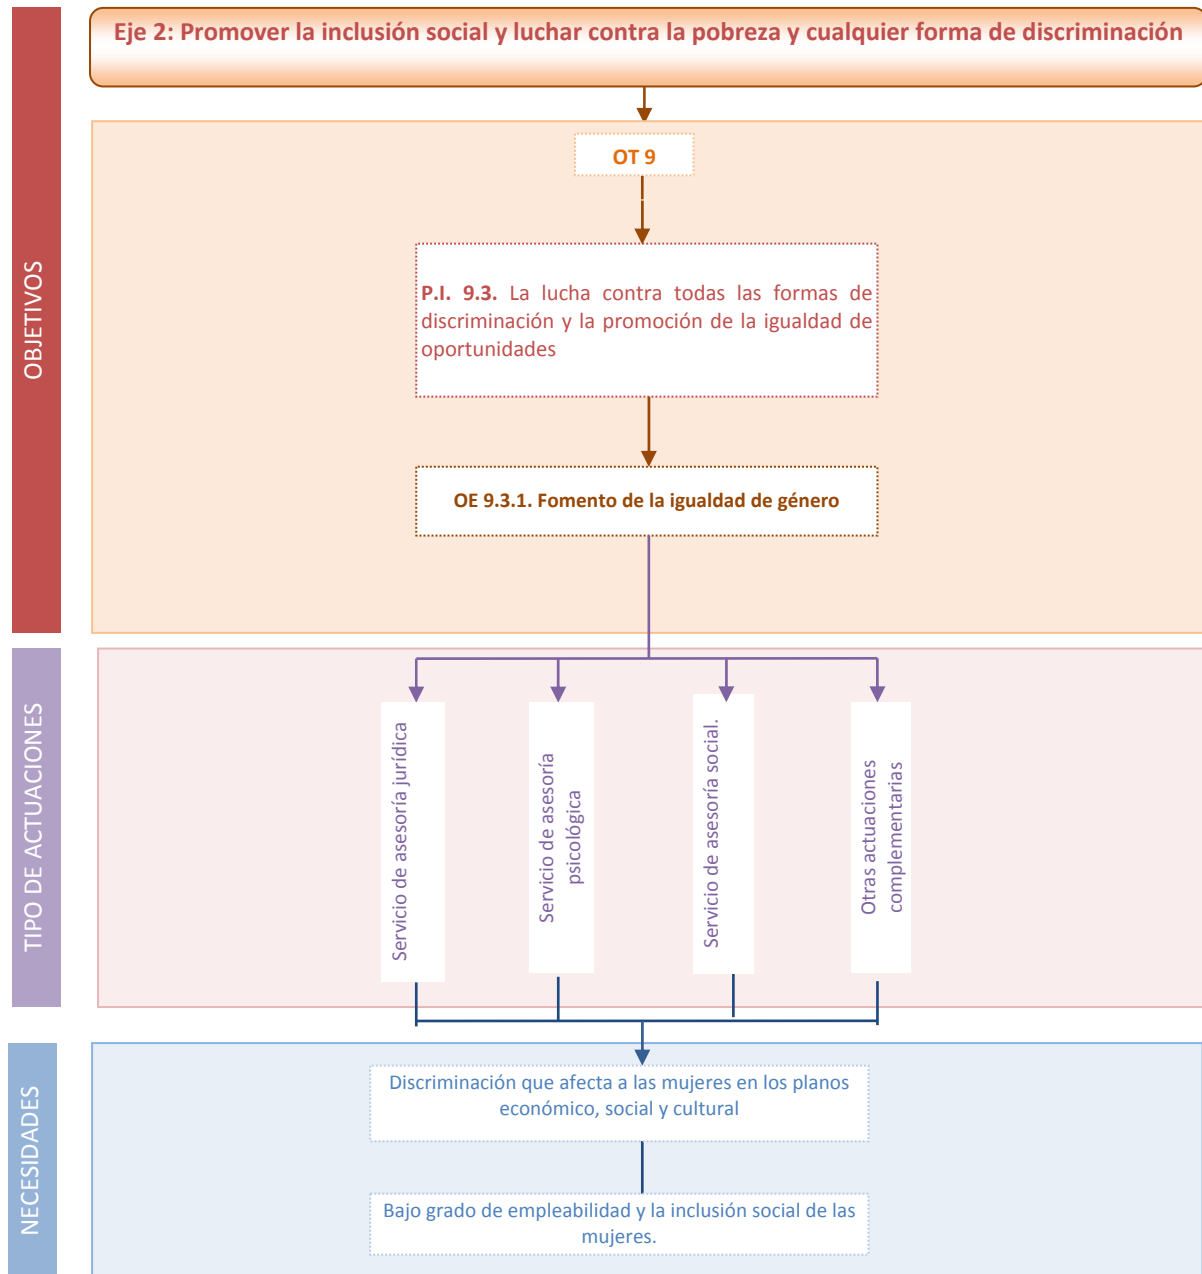 Eje 2: Promover la inclusión social y luchar contra la pobreza y cualquier forma de discriminación
OBJETIVOS
OT 9
P.I. 9.3. La lucha contra todas las formas de
discriminación y la promoción de la igualdad de
oportunidades
OE 9.3.1. Fomento de la igualdad de género
TIPO DE ACTUACIONES
Servicio de asesoría jurídica
Servicio de asesoría
psicológica
Servicio de asesoría social.
Otras actuaciones
complementarias
NECESIDADES
Discriminación que afecta a las mujeres en los planos
económico, social y cultural
Bajo grado de empleabilidad y la inclusión social de las
mujeres.